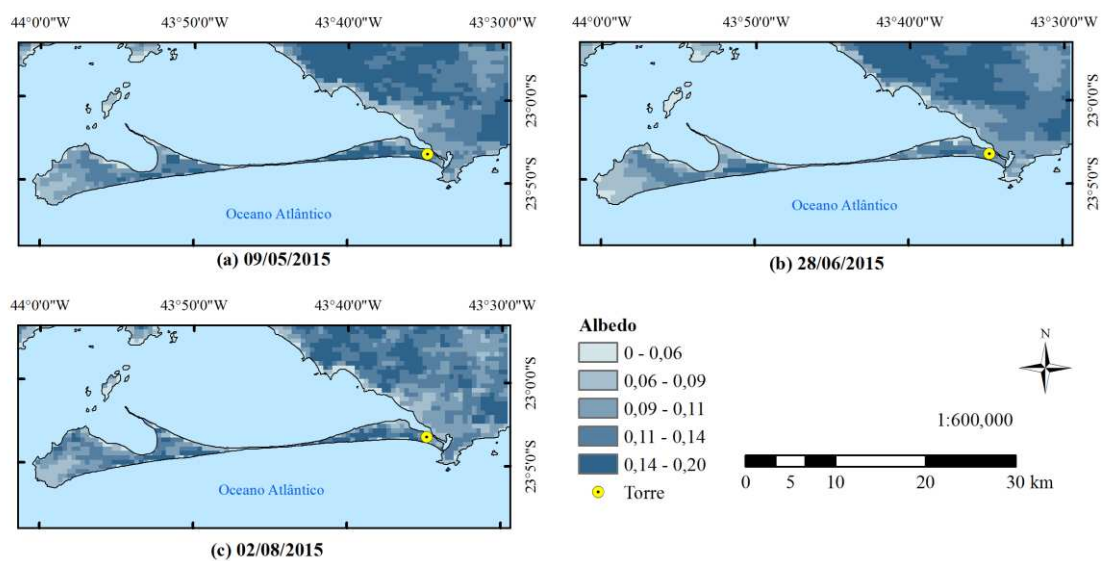 44°0'0"W 43°50'0"W 43°40'0"W 43°30'0"W
23°0'0"S
23°5'0"S
Oceano Atlântico
(a) 09/05/2015
44°0'0"W 43°50'0"W 43°40'0"W 43°30'0"W
23°0'0"S
23°5'0"S
Oceano Atlântico
(b) 28/06/2015
44°0'0"W 43°50'0"W 43°40'0"W 43°30'0"W
23°0'0"S
23°5'0"S
Oceano Atlântico
(c) 02/08/2015
Albedo
0 - 0,06
0,06 - 0,09
0,09 - 0,11
0,11 - 0,14
0,14 - 0,20
Torre
N
1:600,000
0 5 10 20 30 km